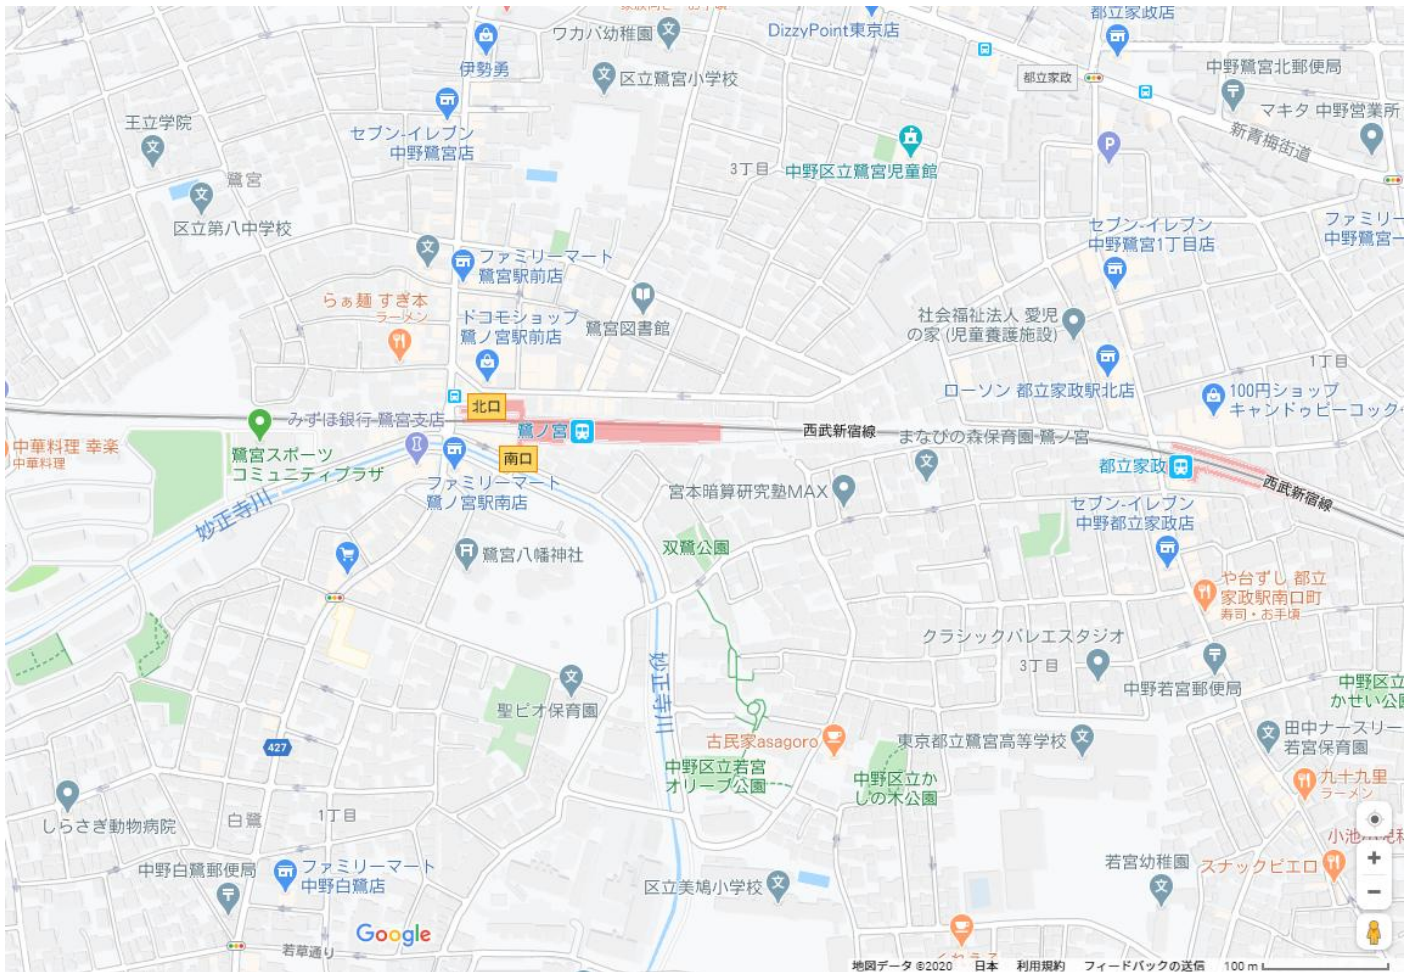 都立家政店
ワカバ幼稚園
DizzyPoint東京店
伊勢勇
区立鷺宮小学校
都立家政
中野鷺宮北郵便局
マキタ 中野営業所
新青梅街道
王立学院
セブン-イレブン
中野鷺宮店
鷺宮
3丁目
中野区立鷺宮児童館
P
区立第八中学校
セブン-イレブン
中野鷺宮1丁目店
ファミリー
中野鷺宮一
ファミリーマート
鷺宮駅前店
らぁ麺 すぎ本
ラーメン
ドコモショップ
鷺ノ宮駅前店
鷺宮図書館
社会福祉法人 愛児
の家 (児童養護施設)
1丁目
ローソン 都立家政駅北店
100円ショップ
キャンドゥピーコック
北口
みずほ銀行 鷺宮支店
鷺ノ宮
西武新宿線
まなびの森保育園 鷺ノ宮
中華料理 幸楽
中華料理
鷺宮スポーツ
コミュニティプラザ
南口
都立家政
西武新宿線
ファミリーマート
鷺ノ宮駅南店
宮本暗算研究塾MAX
セブン-イレブン
中野都立家政店
妙正寺川
鷺宮八幡神社
双鷺公園
や台ずし 都立
家政駅南口町
寿司・お手頃
クラシックバレエスタジオ
3丁目
中野若宮郵便局
中野区立
かせい公園
妙正寺川
聖ピオ保育園
427
古民家asagoro
東京都立鷺宮高等学校
田中ナースリー
若宮保育園
中野区立若宮
オリーブ公園
中野区立か
しの木公園
九十九里
ラーメン
しらさぎ動物病院
白鷺
1丁目
中野白鷺郵便局
ファミリーマート
中野白鷺店
区立美鳩小学校
若宮幼稚園
スナックピエロ
Google
若草通り
地図データ ©2020 日本 利用規約 フィードバックの送信 100 m